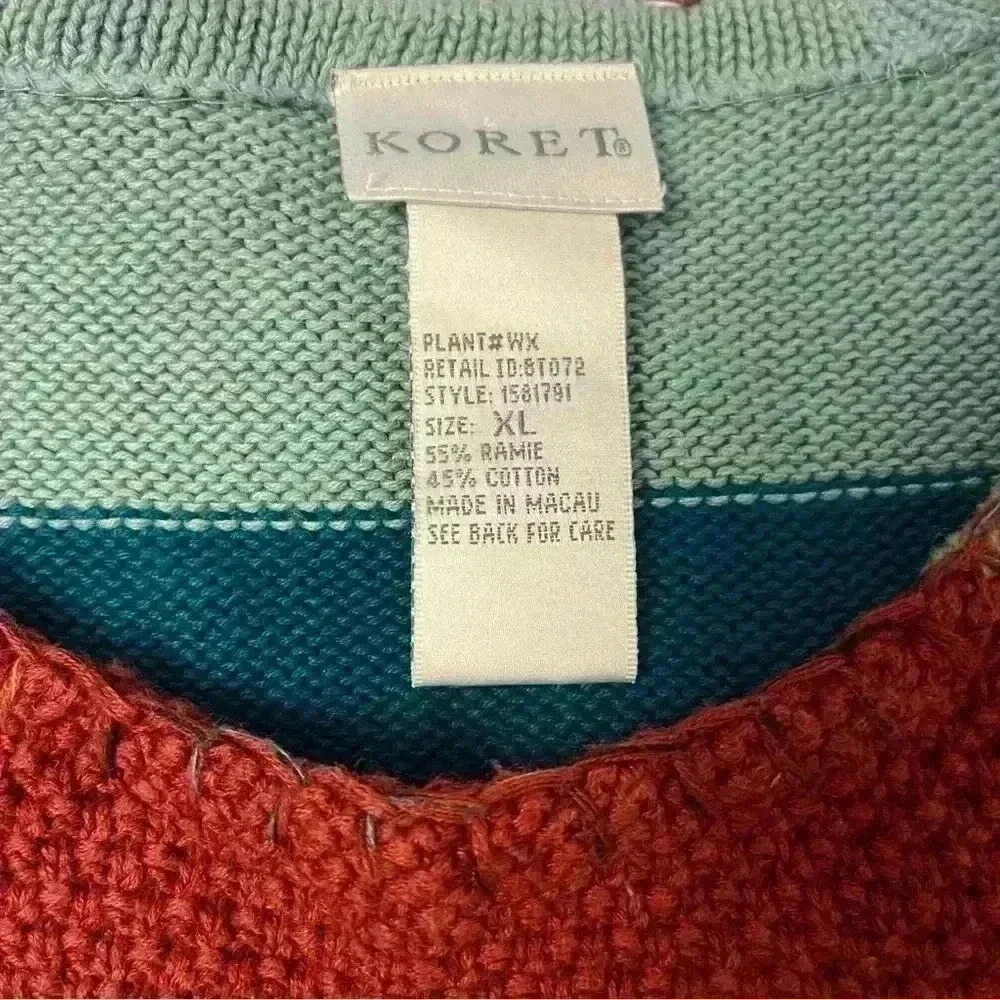 KORET®
PLANT#WX
RETAIL ID:8T072
STYLE: 1581791
SIZE: XL
55% RAMIE
45% COTTON
MADE IN MACAU
SEE BACK FOR CARE